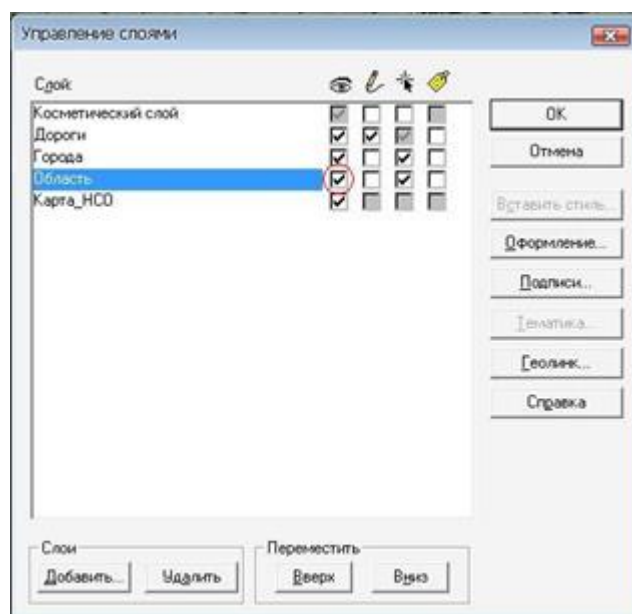 Управление слоями
Слой:
Косметический слой
Дороги
Города
Область
Карта_НСО
OK
Отмена
Вставить стиль...
Оформление...
Подписи...
Тематика...
Геолинк...
Справка
Слои
Добавить...
Удалить
Переместить
Вверх
Вниз